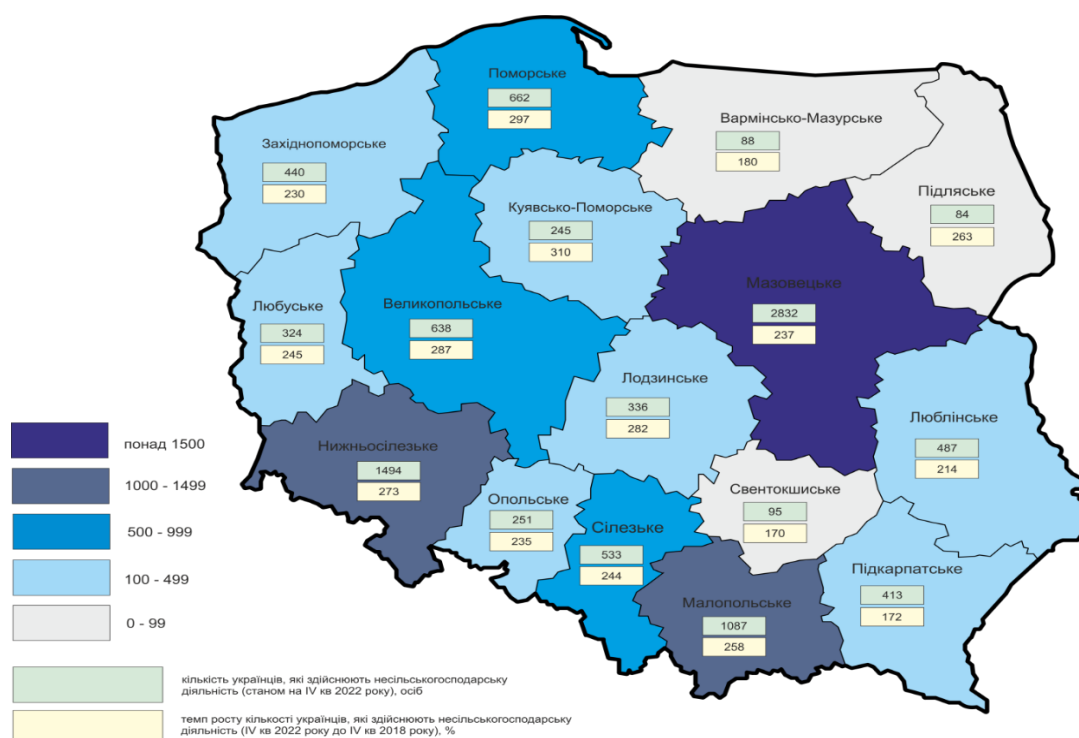 Поморське
662
297
Вармінсько-Мазурське
88
180
Західнопоморське
440
230
Підляське
84
263
Куявсько-Поморське
245
310
Мазовецьке
2832
237
Любуське
324
245
Великопольське
638
287
Лодзинське
336
282
Люблінське
487
214
Нижньосілезьке
1494
273
Опольське
251
235
Сілезьке
533
244
Свентокшиське
95
170
Підкарпатське
413
172
Малопольське
1087
258
понад 1500
1000 - 1499
500 - 999
100 - 499
0 - 99
кількість українців, які здійснюють несільськогосподарську
діяльність (станом на IV кв 2022 року), осіб
темп росту кількості українців, які здійснюють несільськогосподарську
діяльність (IV кв 2022 року до IV кв 2018 року), %